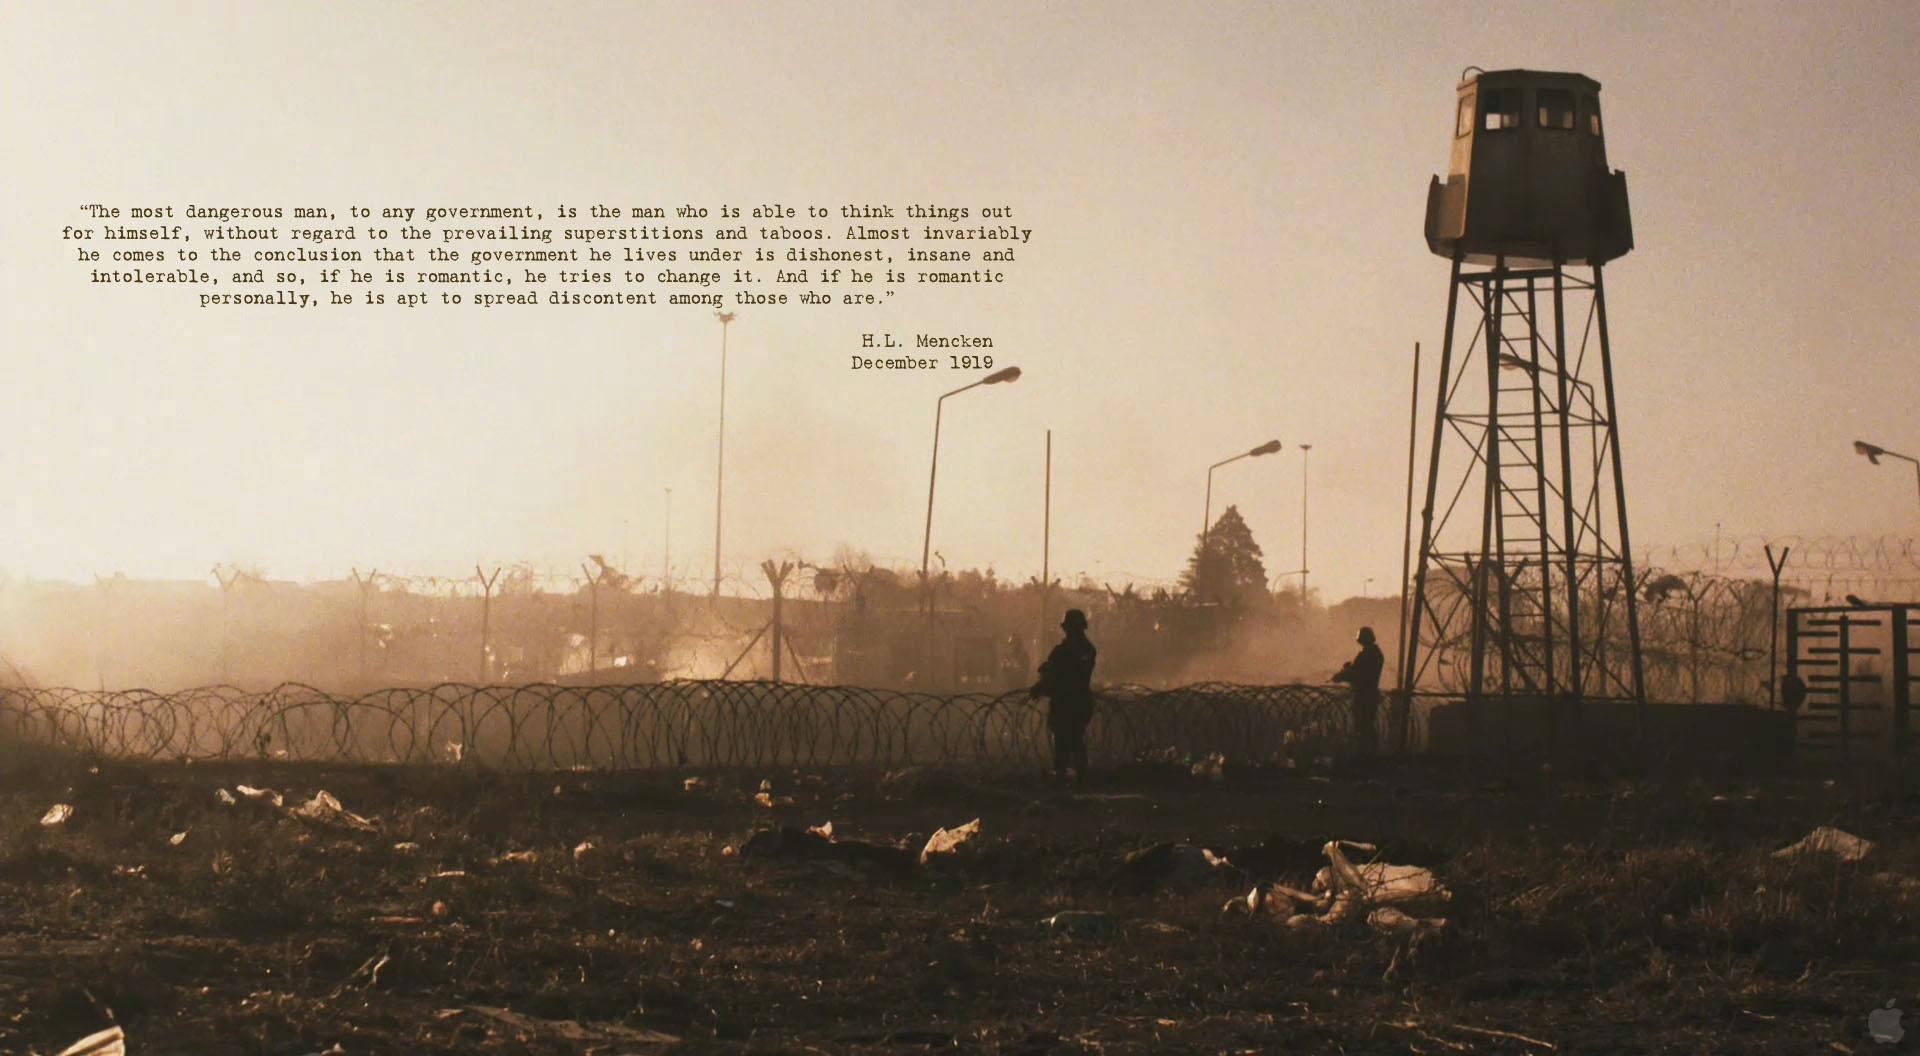 “The most dangerous man, to any government, is the man who is able to think things out
for himself, without regard to the prevailing superstitions and taboos. Almost invariably
he comes to the conclusion that the government he lives under is dishonest, insane and
intolerable, and so, if he is romantic, he tries to change it. And if he is romantic
personally, he is apt to spread discontent among those who are.”
H.L. Mencken
December 1919